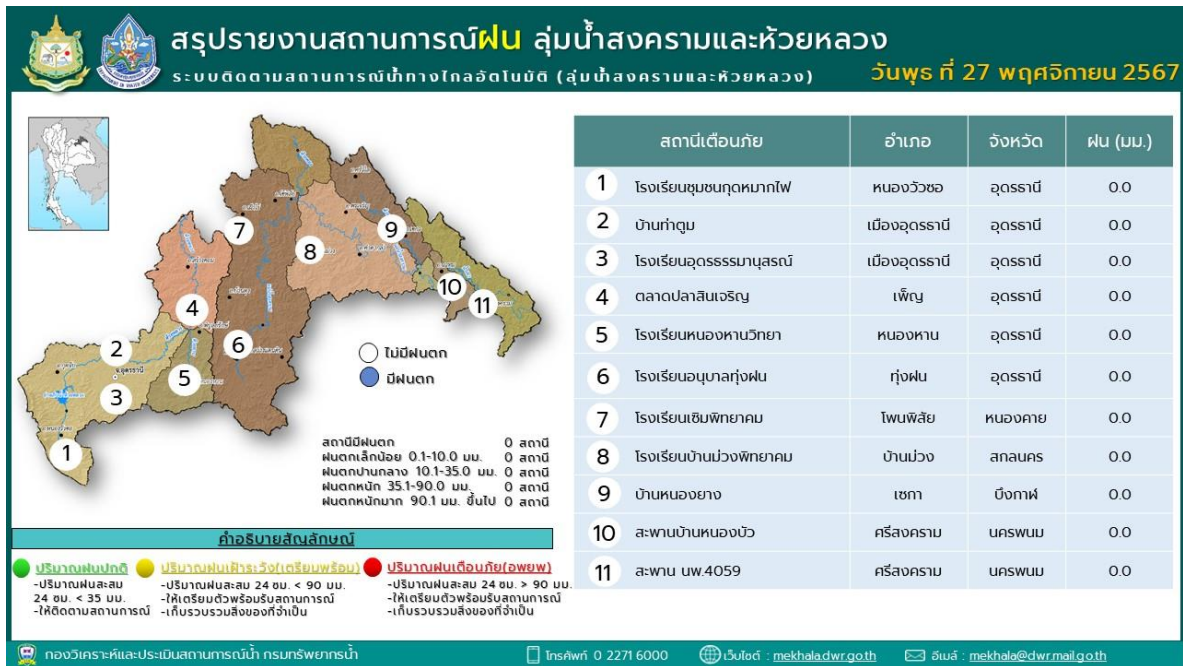 สรุปรายงานสถานการณ์ฝน ลุ่มน้ำสงครามและห้วยหลวง
ระบบติดตามสถานการณ์น้ำทางไกลอัตโนมัติ (ลุ่มน้ำสงครามและห้วยหลวง)
วันพุธ ที่ 27 พฤศจิกายน 2567
7
9
8
10
11
4
2
6
5
3
1
จ.อุดรธานี
ไม่มีฝนตก
มีฝนตก
สถานีมีฝนตก 0 สถานี
ฝนตกเล็กน้อย 0.1-10.0 มม. 0 สถานี
ฝนตกปานกลาง 10.1-35.0 มม. 0 สถานี
ฝนตกหนัก 35.1-90.0 มม. 0 สถานี
ฝนตกหนักมาก 90.1 มม. ขึ้นไป 0 สถานี
คำอธิบายสัญลักษณ์
ปริมาณฝนปกติ
-ปริมาณฝนสะสม
24 ชม. < 35 มม.
-ให้ติดตามสถานการณ์
ปริมาณฝนเฝ้าระวัง(เตรียมพร้อม)
-ปริมาณฝนสะสม 24 ชม. < 90 มม.
-ให้เตรียมตัวพร้อมรับสถานการณ์
-เก็บรวบรวมสิ่งของที่จำเป็น
ปริมาณฝนเตือนภัย(อพยพ)
-ปริมาณฝนสะสม 24 ชม. > 90 มม.
-ให้เตรียมตัวพร้อมรับสถานการณ์
-เก็บรวบรวมสิ่งของที่จำเป็น
สถานีเตือนภัย อำเภอ จังหวัด ฝน (มม.)
1 โรงเรียนชุมชนกุดหมากไฟ หนองวัวซอ อุดรธานี 0.0
2 บ้านท่าตูม เมืองอุดรธานี อุดรธานี 0.0
3 โรงเรียนอุดรธรรมานุสรณ์ เมืองอุดรธานี อุดรธานี 0.0
4 ตลาดปลาสินเจริญ เพ็ญ อุดรธานี 0.0
5 โรงเรียนหนองหานวิทยา หนองหาน อุดรธานี 0.0
6 โรงเรียนอนุบาลทุ่งฝน ทุ่งฝน อุดรธานี 0.0
7 โรงเรียนเซิมพิทยาคม โพนพิสัย หนองคาย 0.0
8 โรงเรียนบ้านม่วงพิทยาคม บ้านม่วง สกลนคร 0.0
9 บ้านหนองยาง เซกา บึงกาฬ 0.0
10 สะพานบ้านหนองบัว ศรีสงคราม นครพนม 0.0
11 สะพาน นพ.4059 ศรีสงคราม นครพนม 0.0
กองวิเคราะห์และประเมินสถานการณ์น้ำ กรมทรัพยากรน้ำ โทรศัพท์ 0 2271 6000 เว็บไซต์ : mekhala.dwr.go.th อีเมล์ : mekhala@dwr.mail.go.th